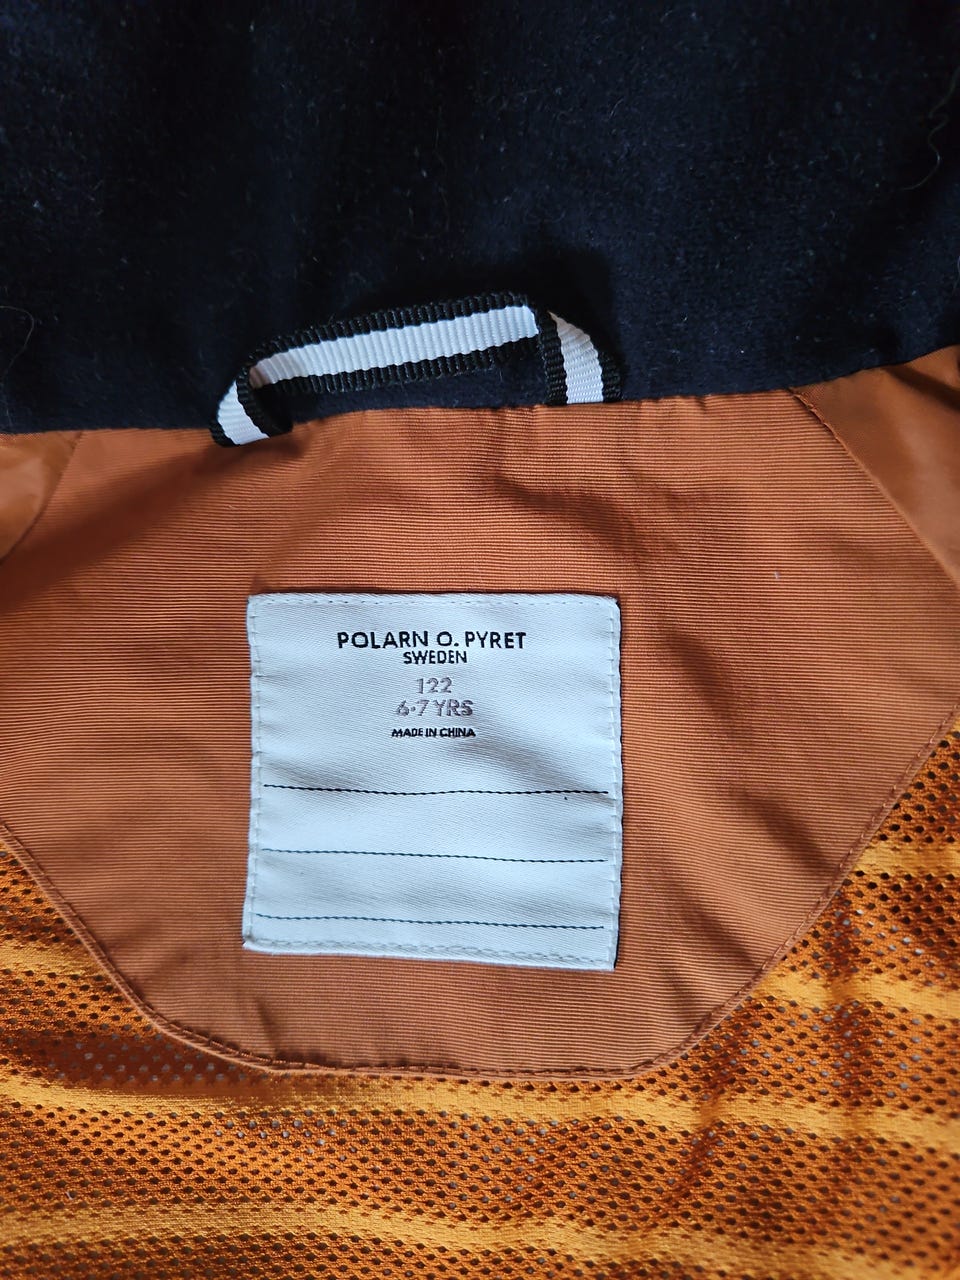 POLARN O. PYRET
SWEDEN
122
6-7 YRS
MADE IN CHINA